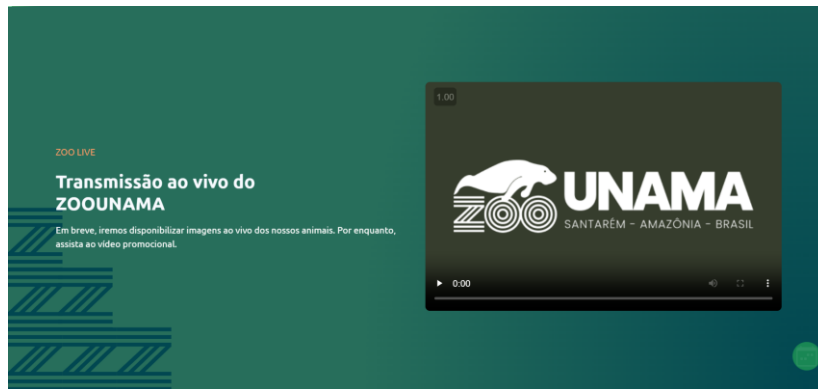 ZOO LIVE
Transmissão ao vivo do
ZOOUNAMA
Em breve, iremos disponibilizar imagens ao vivo dos nossos animais. Por enquanto,
assista ao vídeo promocional.
1.00
ZOO UNAMA
SANTARÉM - AMAZÔNIA - BRASIL
0:00